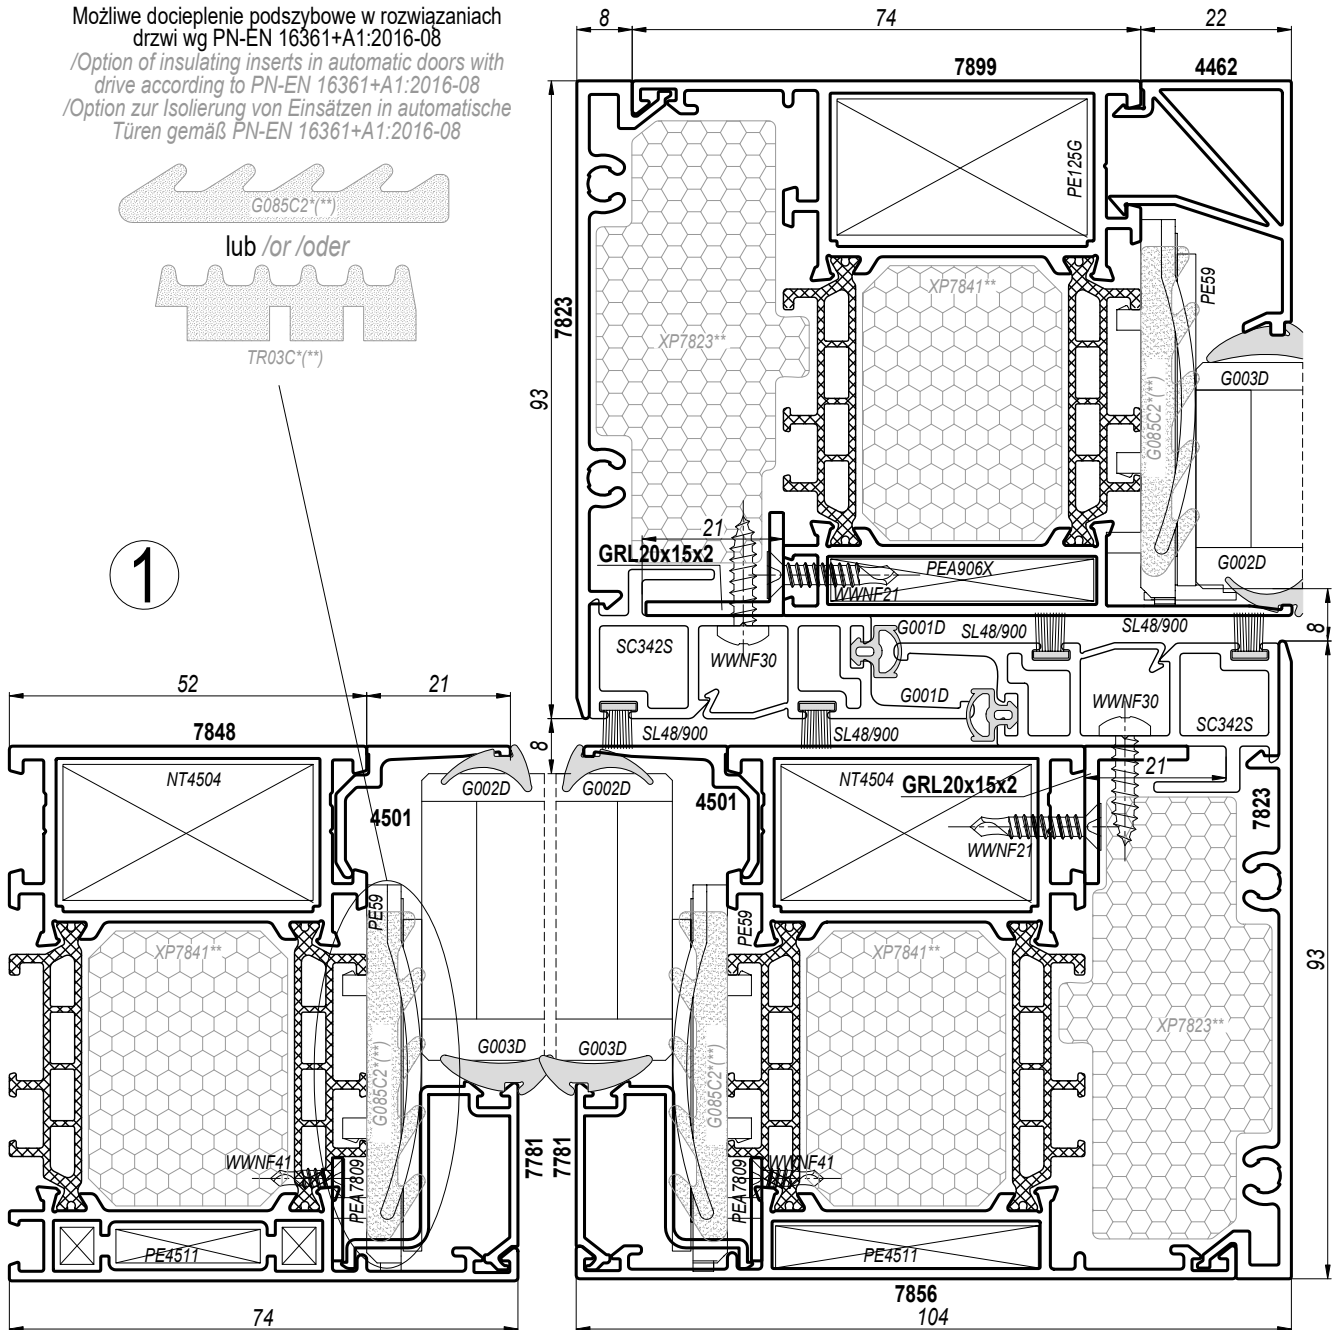 Możliwe docieplenie podszybowe w rozwiązaniach
drzwi wg PN-EN 16361+A1:2016-08
/Option of insulating inserts in automatic doors with
drive according to PN-EN 16361+A1:2016-08
/Option zur Isolierung von Einsätzen in automatische
Türen gemäß PN-EN 16361+A1:2016-08
G085C2*(**)
lub /or /oder
TR03C*(**)
1
8
74
22
7899
4462
PE125G
7823
93
XP7823**
XP7841**
PE59
G085C2*(**)
G003D
G002D
21
GRL20x15x2
PEA906X
WWNF21
SC342S
WWNF30
G001D
SL48/900
SL48/900
8
G001D
WWNF30
SC342S
SL48/900
SL48/900
52
21
8
7848
NT4504
G002D
G002D
4501
4501
NT4504
GRL20x15x2
21
7823
WWNF21
PE59
PE59
XP7841**
XP7841**
93
XP7823**
G085C2*(**)
G085C2*(**)
G003D
G003D
7781
7781
WWNF41
WWNF41
PEA7809
PEA7809
PE4511
PE4511
7856
74
104